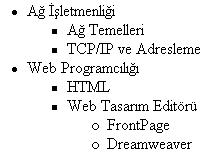 Ağ İşletmenliği
Ağ Temelleri
TCP/IP ve Adresleme
Web Programcılığı
HTML
Web Tasarım Editörü
FrontPage
Dreamweaver